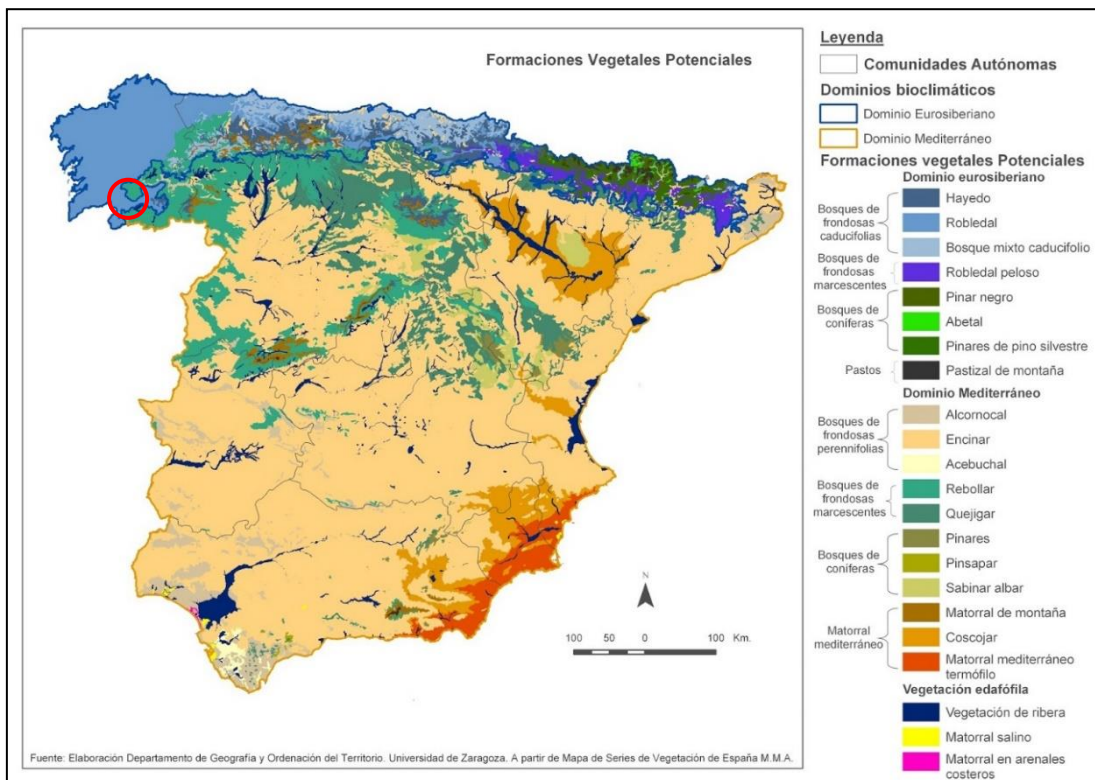 Formaciones Vegetales Potenciales
N
100 50 0 100 Km.
Fuente: Elaboración Departamento de Geografía y Ordenación del Territorio. Universidad de Zaragoza. A partir de Mapa de Series de Vegetación de España M.M.A.
Leyenda
Comunidades Autónomas
Dominios bioclimáticos
Dominio Eurosiberiano
Dominio Mediterráneo
Formaciones vegetales Potenciales
Dominio eurosiberiano
Bosques de
frondosas
caducifolias
Hayedo
Robledal
Bosque mixto caducifolio
Bosques de
frondosas
marcescentes
Robledal peloso
Bosques de
coníferas
Pinar negro
Abetal
Pinares de pino silvestre
Pastos
Pastizal de montaña
Dominio Mediterráneo
Bosques de
frondosas
perennifolias
Alcornocal
Encinar
Acebuchal
Bosques de
frondosas
marcescentes
Rebollar
Quejigar
Bosques de
coníferas
Pinares
Pinsapar
Sabinar albar
Matorral
mediterráneo
Matorral de montaña
Coscojar
Matorral mediterráneo
termófilo
Vegetación edafófila
Vegetación de ribera
Matorral salino
Matorral en arenales
costeros